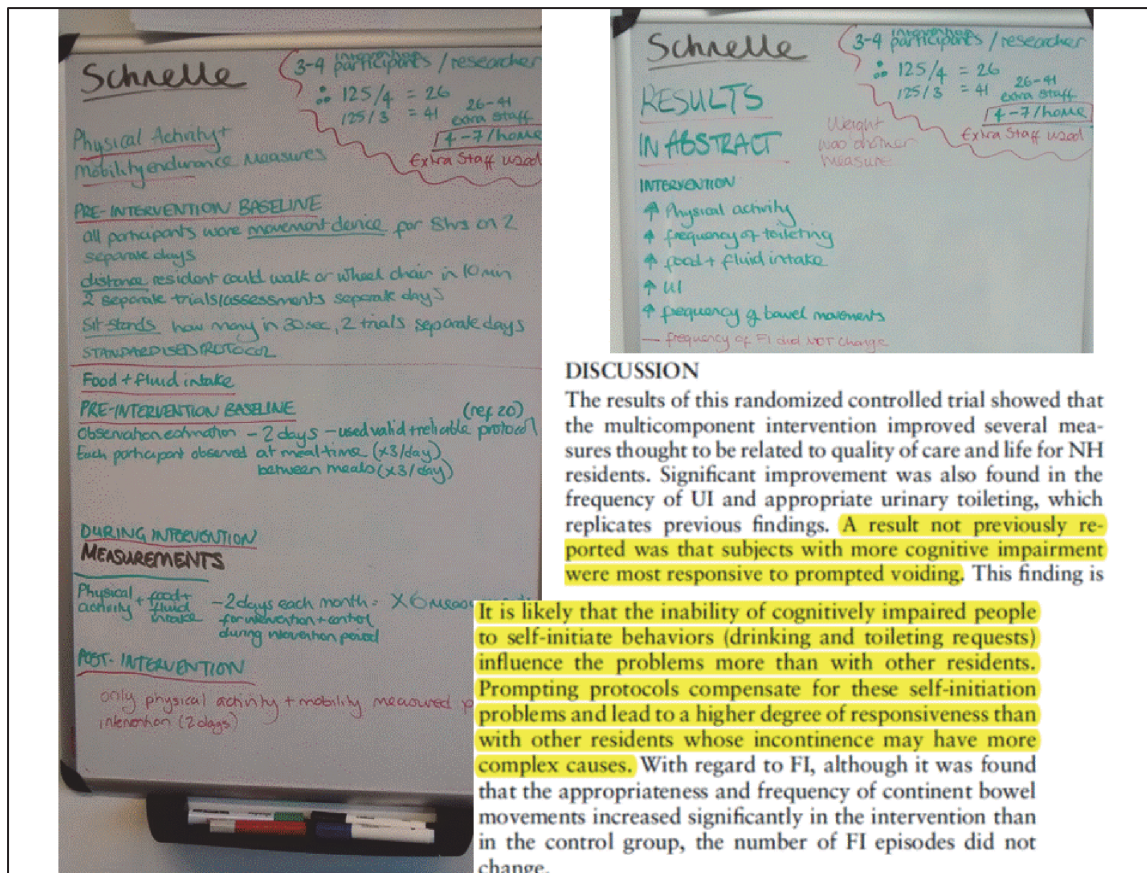 Schnelle
3-4 intervention participants / researcher
∴ 125/4 = 26
125/3 = 41
26-41
extra staff
4-7/home
Extra Staff used
Physical Activity +
mobility endurance measures
PRE-INTERVENTION BASELINE
all participants wore movement device for 8hrs on 2
separate days
distance resident could walk or wheel chair in 10 min
2 separate trials/assessments separate days
Sit-stands how many in 30sec, 2 trials separate days
STANDARDISED PROTOCOL
Food + fluid intake
PRE-INTERVENTION BASELINE (ref 20)
Observation estimation - 2 days - used valid + reliable protocol
Each participant observed at meal time (x3/day)
between meals (x3/day)
DURING INTERVENTION
MEASUREMENTS
Physical activity + food + fluid intake - 2 days each month = x6
for intervention + control
during intervention period
POST-INTERVENTION
only physical activity + mobility measured
intervention (2 days)
Schnelle
3-4 intervention participants / researcher
∴ 125/4 = 26
125/3 = 41
26-41
extra staff
4-7/home
Extra Staff used
RESULTS
IN ABSTRACT
Weight
was other
measure
INTERVENTION
↑ Physical activity
↑ frequency of toileting
↑ food + fluid intake
↑ UI
↑ frequency of bowel movements
— frequency of FI did NOT change
DISCUSSION
The results of this randomized controlled trial showed that
the multicomponent intervention improved several mea-
sures thought to be related to quality of care and life for NH
residents. Significant improvement was also found in the
frequency of UI and appropriate urinary toileting, which
replicates previous findings. A result not previously re-
ported was that subjects with more cognitive impairment
were most responsive to prompted voiding. This finding is
It is likely that the inability of cognitively impaired people
to self-initiate behaviors (drinking and toileting requests)
influence the problems more than with other residents.
Prompting protocols compensate for these self-initiation
problems and lead to a higher degree of responsiveness than
with other residents whose incontinence may have more
complex causes. With regard to FI, although it was found
that the appropriateness and frequency of continent bowel
movements increased significantly in the intervention than
in the control group, the number of FI episodes did not
change.